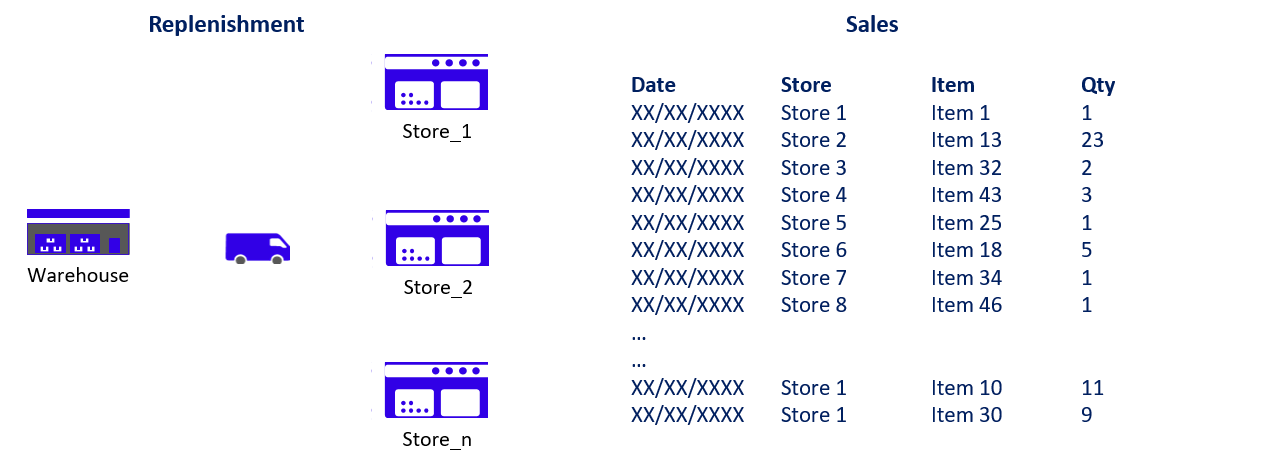 Replenishment
Store_1
Warehouse
Store_2
Store_n
Sales
Date Store Item Qty
XX/XX/XXXX Store 1 Item 1 1
XX/XX/XXXX Store 2 Item 13 23
XX/XX/XXXX Store 3 Item 32 2
XX/XX/XXXX Store 4 Item 43 3
XX/XX/XXXX Store 5 Item 25 1
XX/XX/XXXX Store 6 Item 18 5
XX/XX/XXXX Store 7 Item 34 1
XX/XX/XXXX Store 8 Item 46 1
...
...
XX/XX/XXXX Store 1 Item 10 11
XX/XX/XXXX Store 1 Item 30 9